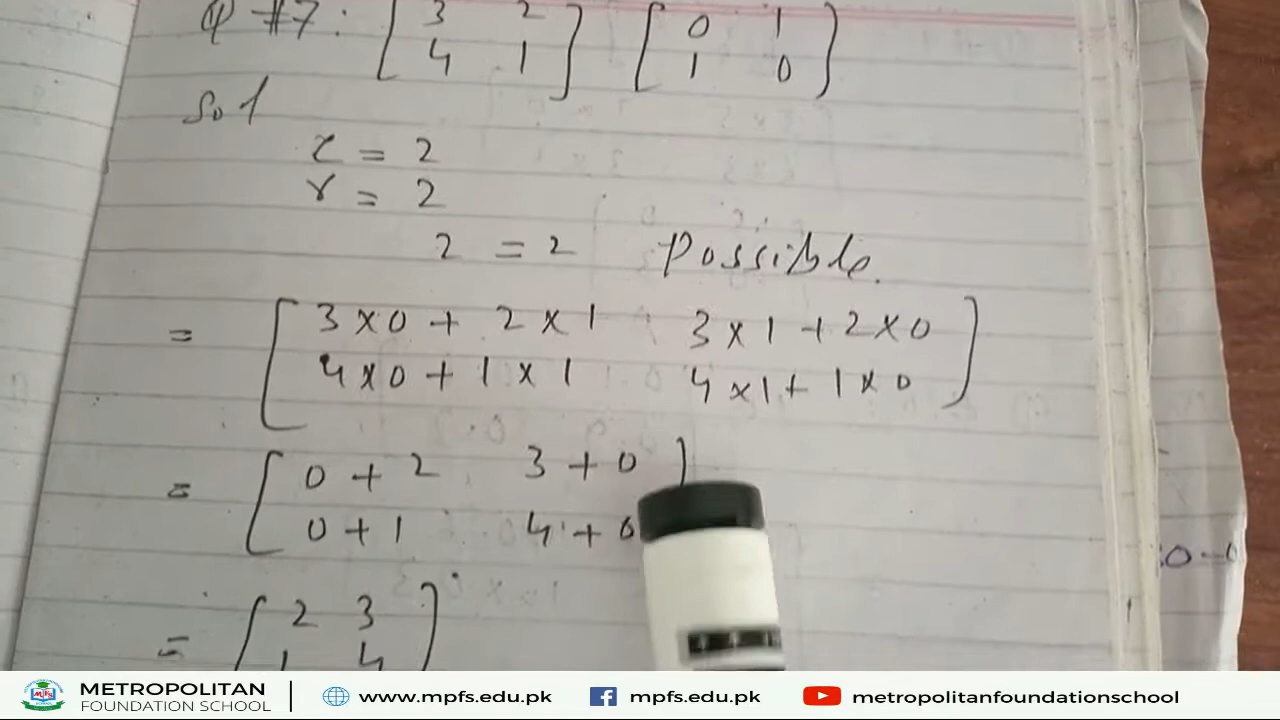 Q #7: [ 3 2 ] [ 0 1 ]
[ 4 1 ] [ 1 0 ]
Sol
c = 2
r = 2
2 = 2 Possible.
= [ 3×0 + 2×1 3×1 + 2×0 ]
[ 4×0 + 1×1 4×1 + 1×0 ]
= [ 0 + 2 3 + 0 ]
[ 0 + 1 4 + 0
= [ 2 3 ]
[ 1 4 ]
METROPOLITAN
FOUNDATION SCHOOL
www.mpfs.edu.pk
mpfs.edu.pk
metropolitanfoundationschool